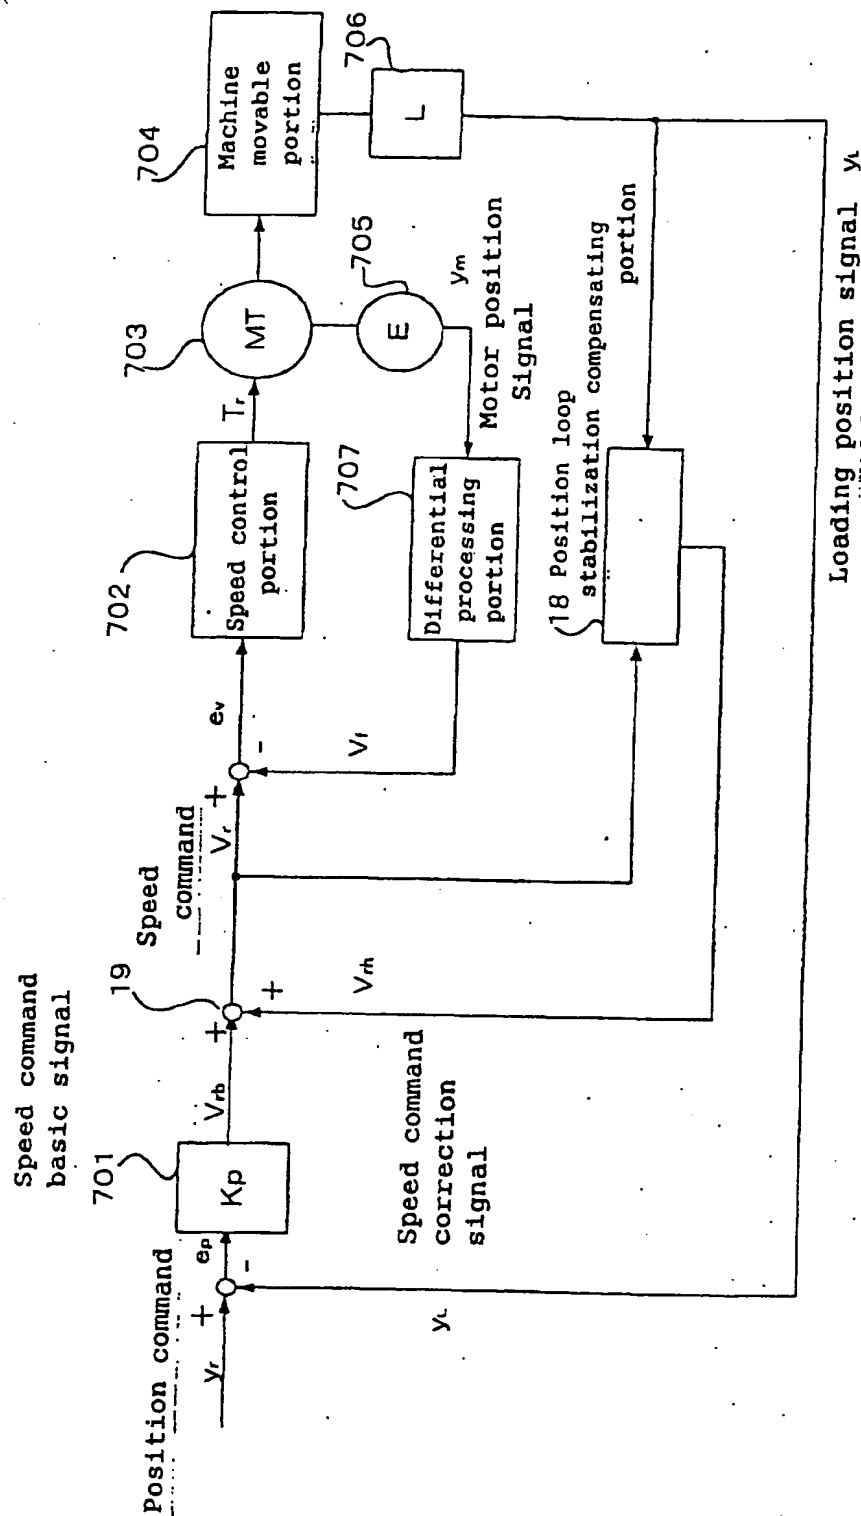 Position command
yr
+
-
ep
yL
701
Kp
Speed command
basic signal
Vrb
+
+
19
Speed command
correction
signal
Vrh
Speed
command
Vr
+
-
ev
Vf
702
Speed control
portion
Tr
703
MT
704
Machine
movable
portion
705
E
706
L
ym
Motor position
Signal
707
Differential
processing
portion
18 Position loop
stabilization compensating
portion
Loading position signal yL